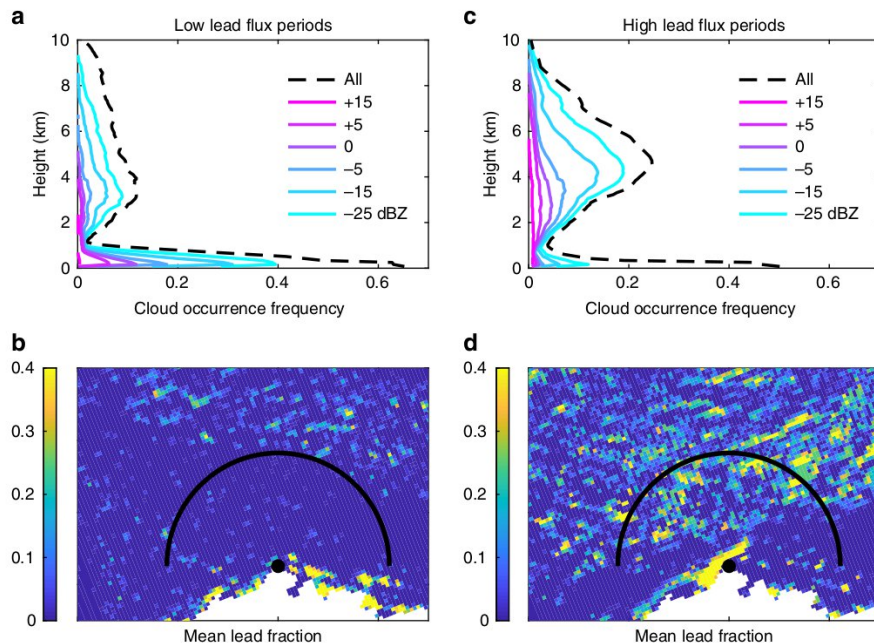 a
Low lead flux periods
10
8
6
4
2
0
Height (km)
All
+15
+5
0
−5
−15
−25 dBZ
0
0.2
0.4
0.6
Cloud occurrence frequency
c
High lead flux periods
10
8
6
4
2
0
Height (km)
All
+15
+5
0
−5
−15
−25 dBZ
0
0.2
0.4
0.6
Cloud occurrence frequency
b
0.4
0.3
0.2
0.1
0
Mean lead fraction
d
0.4
0.3
0.2
0.1
0
Mean lead fraction